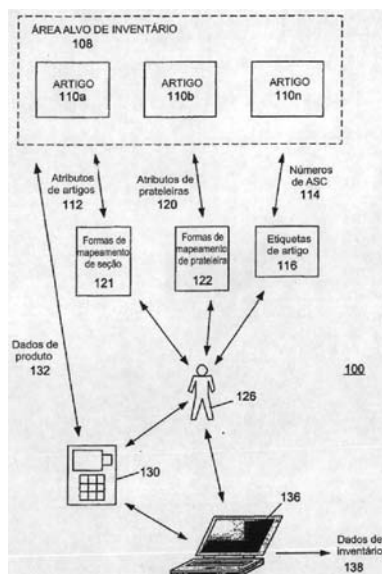 ÁREA ALVO DE INVENTÁRIO
108
ARTIGO
110a
ARTIGO
110b
ARTIGO
110n
Atributos
de artigos
112
Atributos de
prateleiras
120
Números
de ASC
114
Formas de
mapeamento
de seção
121
Formas de
mapeamento
de prateleira
122
Etiquetas
de artigo
116
Dados de
produto
132
100
126
130
136
Dados de
inventário
138